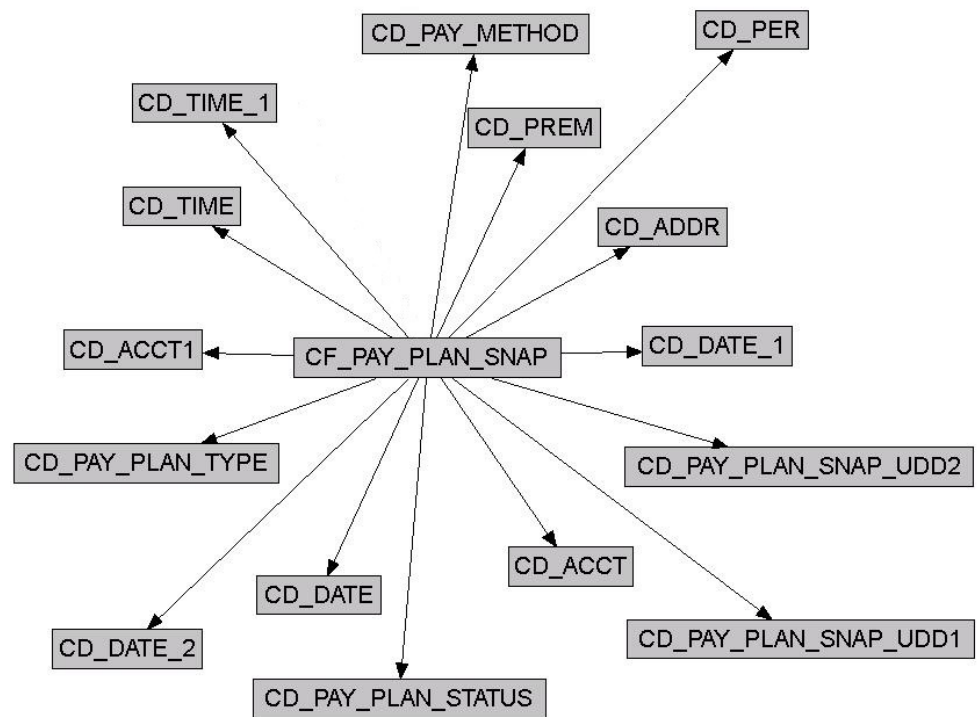 CD_PAY_METHOD
CD_PER
CD_TIME_1
CD_PREM
CD_TIME
CD_ADDR
CD_ACCT1
CF_PAY_PLAN_SNAP
CD_DATE_1
CD_PAY_PLAN_TYPE
CD_PAY_PLAN_SNAP_UDD2
CD_ACCT
CD_DATE
CD_DATE_2
CD_PAY_PLAN_SNAP_UDD1
CD_PAY_PLAN_STATUS